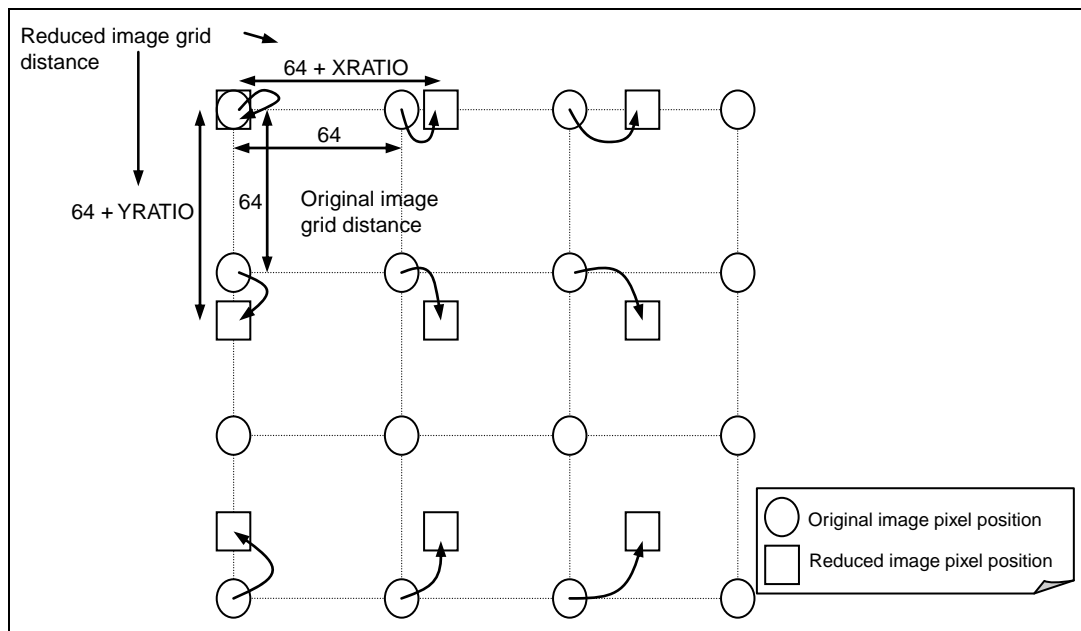 Reduced image grid
distance
64 + XRATIO
64
64 + YRATIO
64
Original image
grid distance
Original image pixel position
Reduced image pixel position